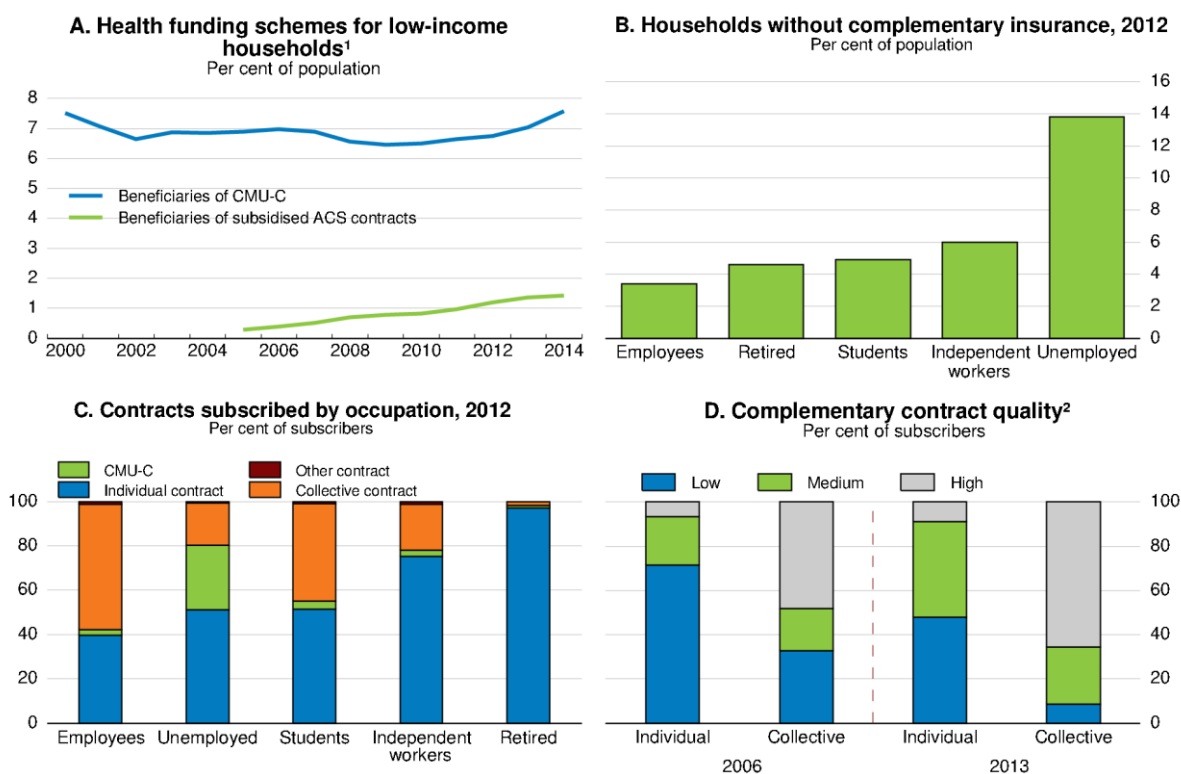 A. Health funding schemes for low-income
households¹
Per cent of population
8
7
6
5
4
3
2
1
0
Beneficiaries of CMU-C
Beneficiaries of subsidised ACS contracts
2000 2002 2004 2006 2008 2010 2012 2014
B. Households without complementary insurance, 2012
Per cent of population
16
14
12
10
8
6
4
2
0
Employees Retired Students Independent Unemployed
workers
C. Contracts subscribed by occupation, 2012
Per cent of subscribers
CMU-C Other contract
Individual contract Collective contract
100
80
60
40
20
0
Employees Unemployed Students Independent Retired
workers
D. Complementary contract quality²
Per cent of subscribers
Low Medium High
100
80
60
40
20
0
Individual Collective Individual Collective
2006 2013